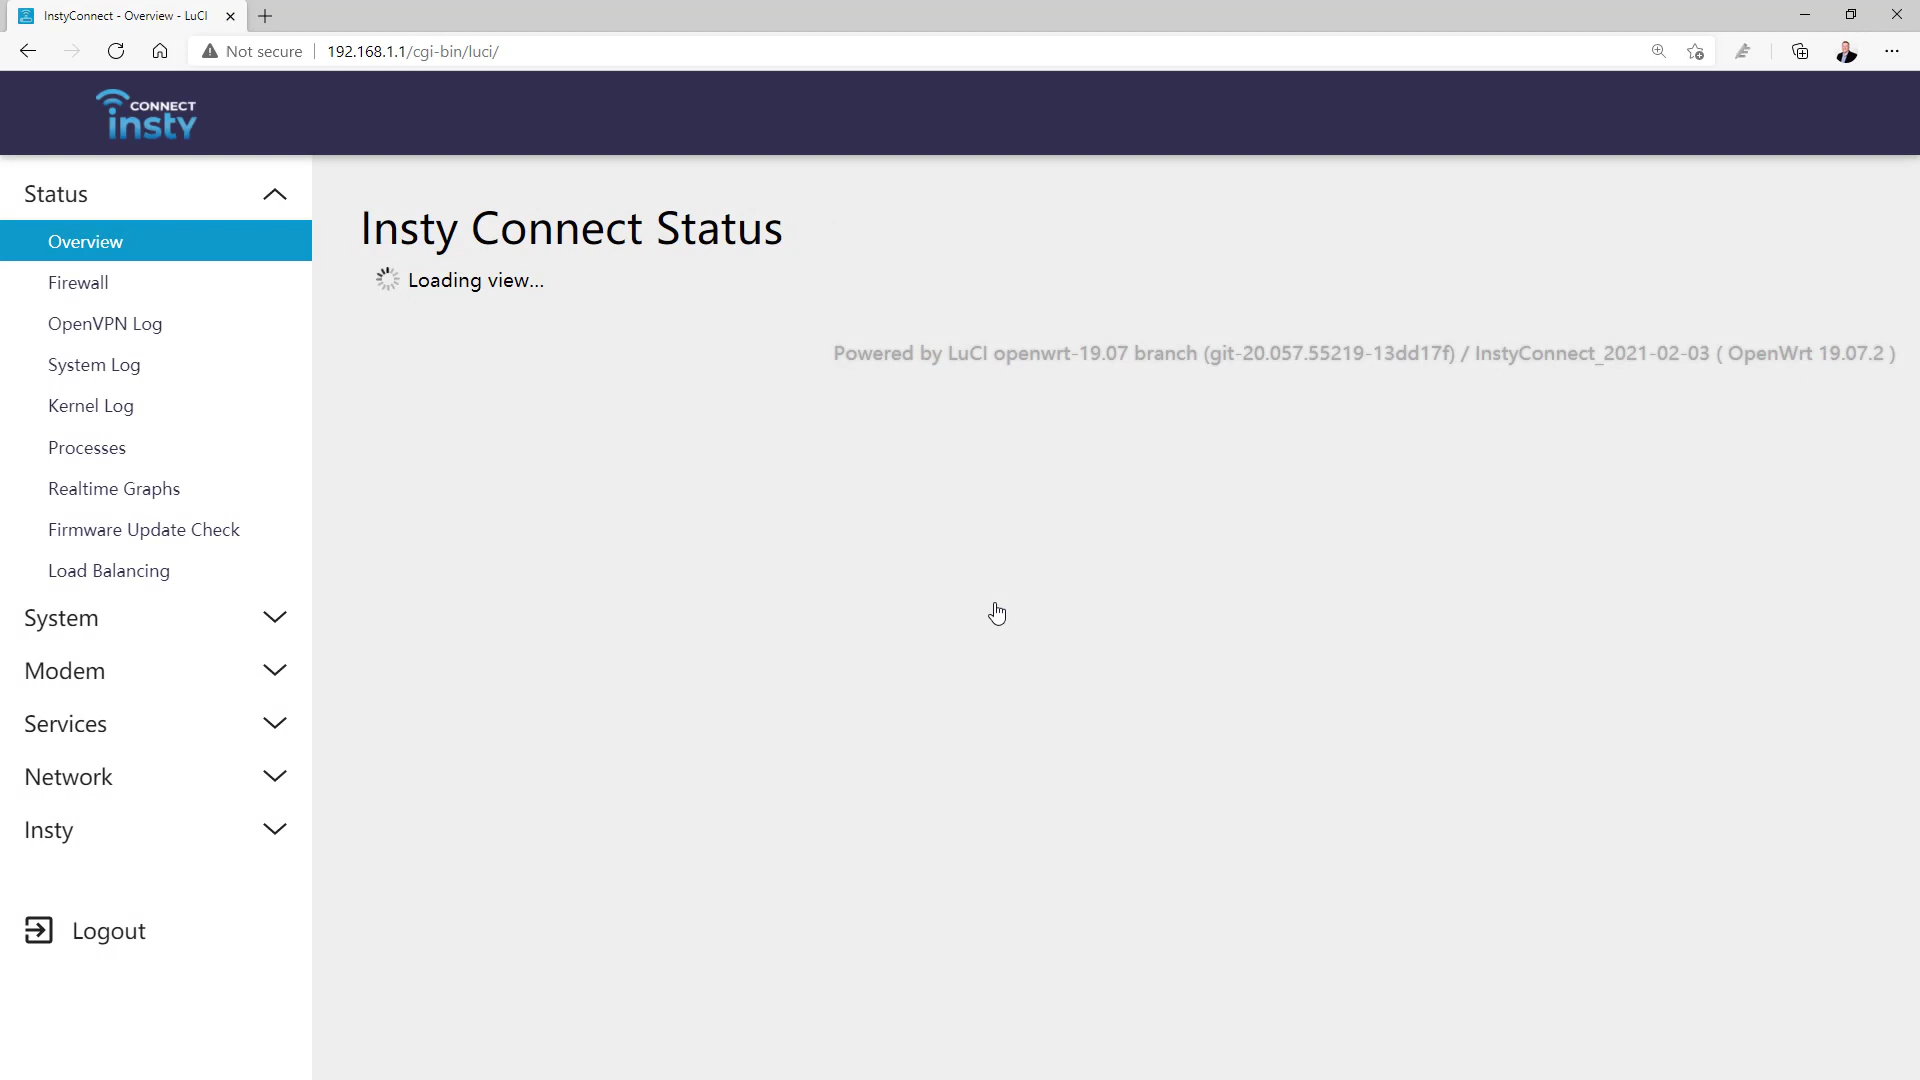 InstyConnect - Overview - LuCI
Not secure
192.168.1.1/cgi-bin/luci/
CONNECT
insty
Status
Overview
Firewall
OpenVPN Log
System Log
Kernel Log
Processes
Realtime Graphs
Firmware Update Check
Load Balancing
System
Modem
Services
Network
Insty
Logout
Insty Connect Status
Loading view...
Powered by LuCI openwrt-19.07 branch (git-20.057.55219-13dd17f) / InstyConnect_2021-02-03 ( OpenWrt 19.07.2 )